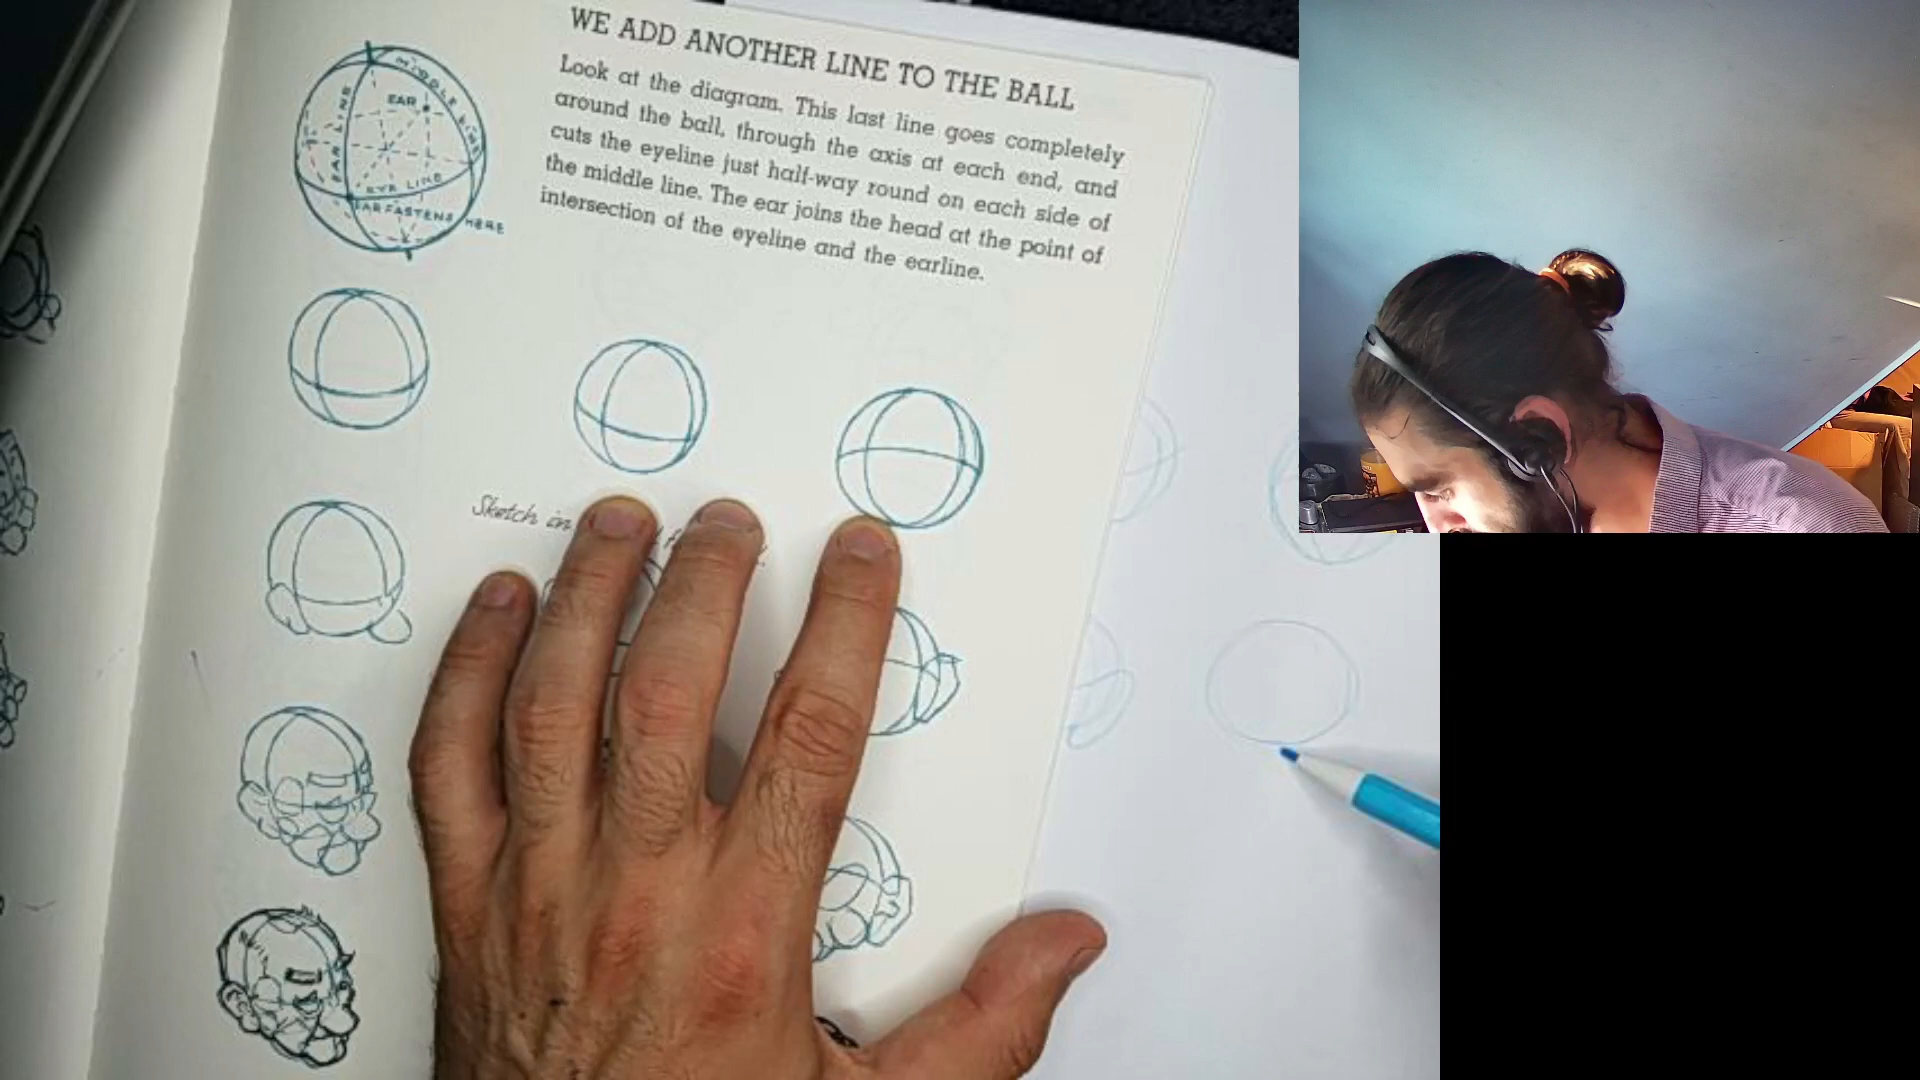 WE ADD ANOTHER LINE TO THE BALL
Look at the diagram. This last line goes completely
around the ball, through the axis at each end, and
cuts the eyeline just half-way round on each side of
the middle line. The ear joins the head at the point of
intersection of the eyeline and the earline.
MIDDLE LINE
EAR
EAR LINE
EYE LINE
EAR FASTENS HERE
Sketch in